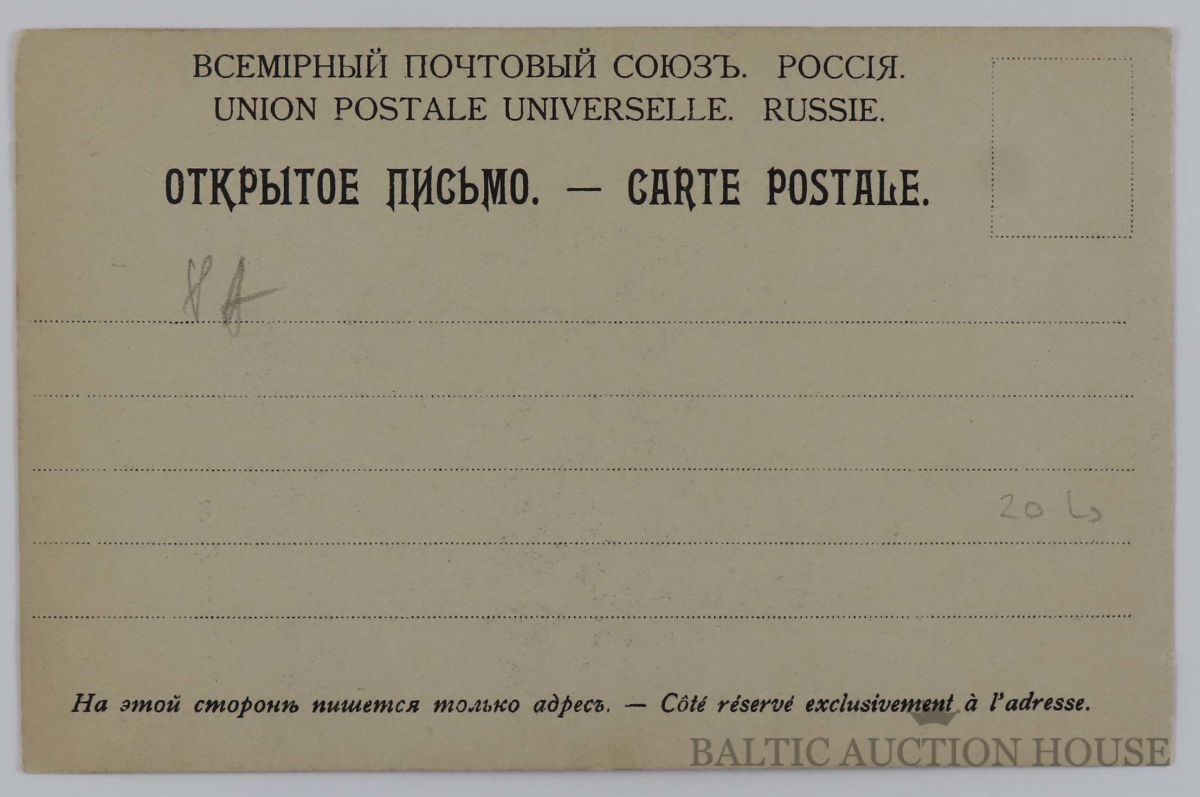 ВСЕМІРНЫЙ ПОЧТОВЫЙ СОЮЗЪ. РОССІЯ.
UNION POSTALE UNIVERSELLE. RUSSIE.
ОТКРЫТОЕ ПИСЬМО. — CARTE POSTALE.
20 Ls
На этой сторонѣ пишется только адресъ. — Côté réservé exclusivement à l'adresse.
BALTIC AUCTION HOUSE